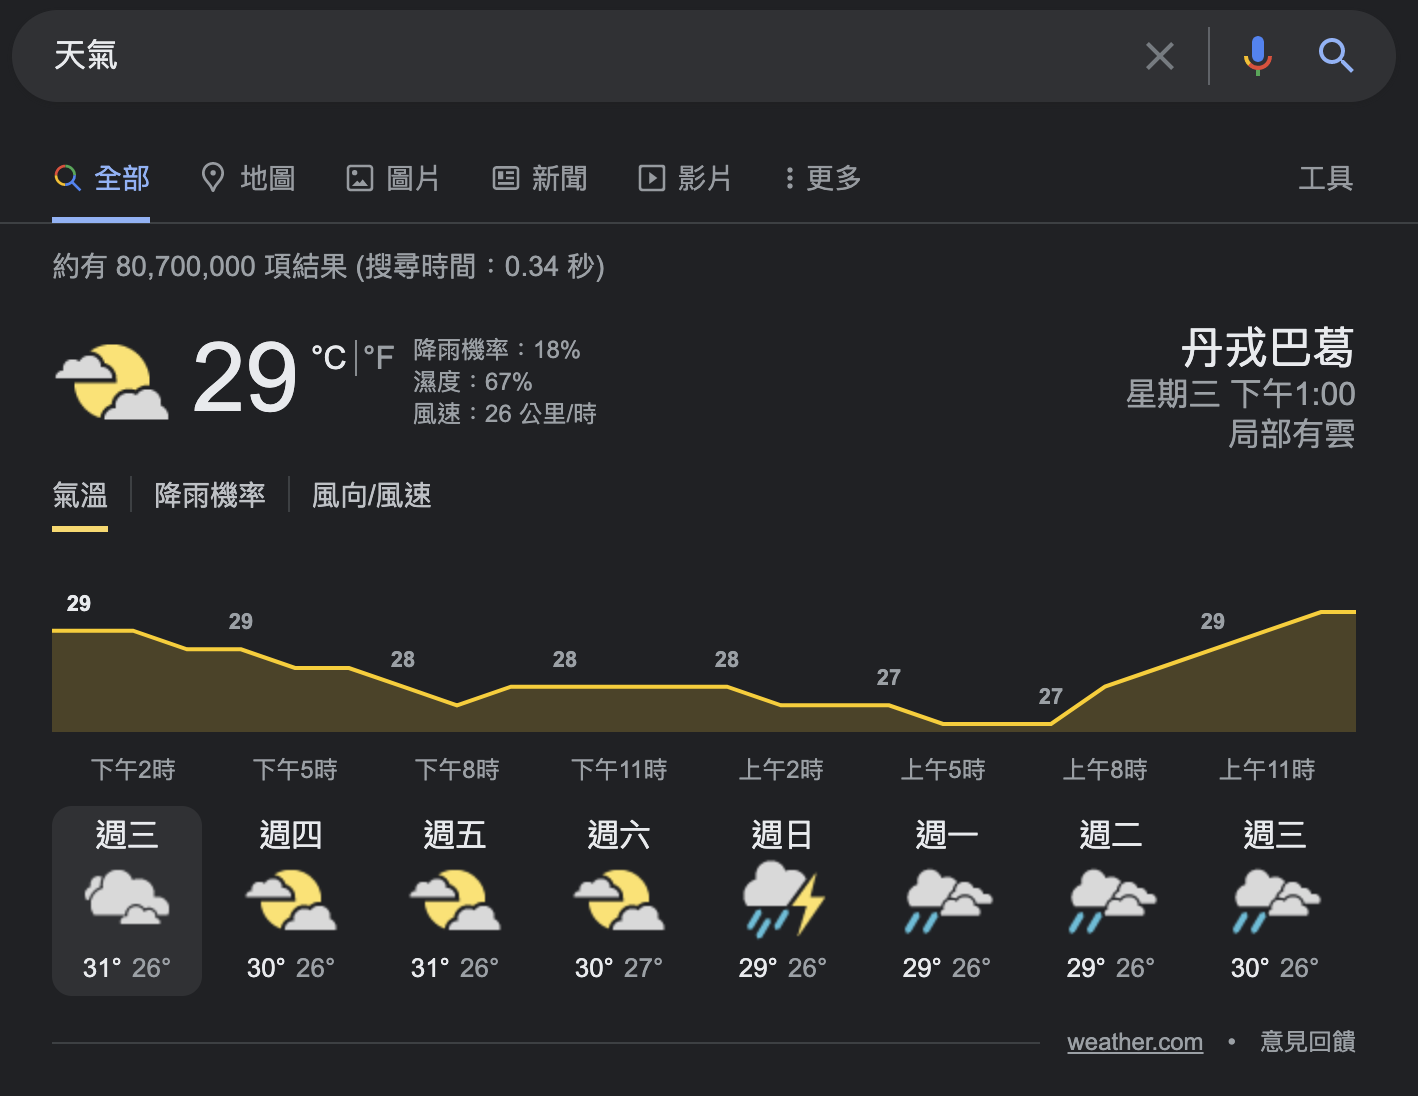 天氣
全部 地圖 圖片 新聞 影片 更多 工具
約有 80,700,000 項結果 (搜尋時間：0.34 秒)
29 °C | °F
降雨機率：18%
濕度：67%
風速：26 公里/時
丹戎巴葛
星期三 下午1:00
局部有雲
氣溫 | 降雨機率 | 風向/風速
29 29 28 28 28 27 27 29
下午2時 下午5時 下午8時 下午11時 上午2時 上午5時 上午8時 上午11時
週三 週四 週五 週六 週日 週一 週二 週三
31° 26° 30° 26° 31° 26° 30° 27° 29° 26° 29° 26° 29° 26° 30° 26°
weather.com • 意見回饋